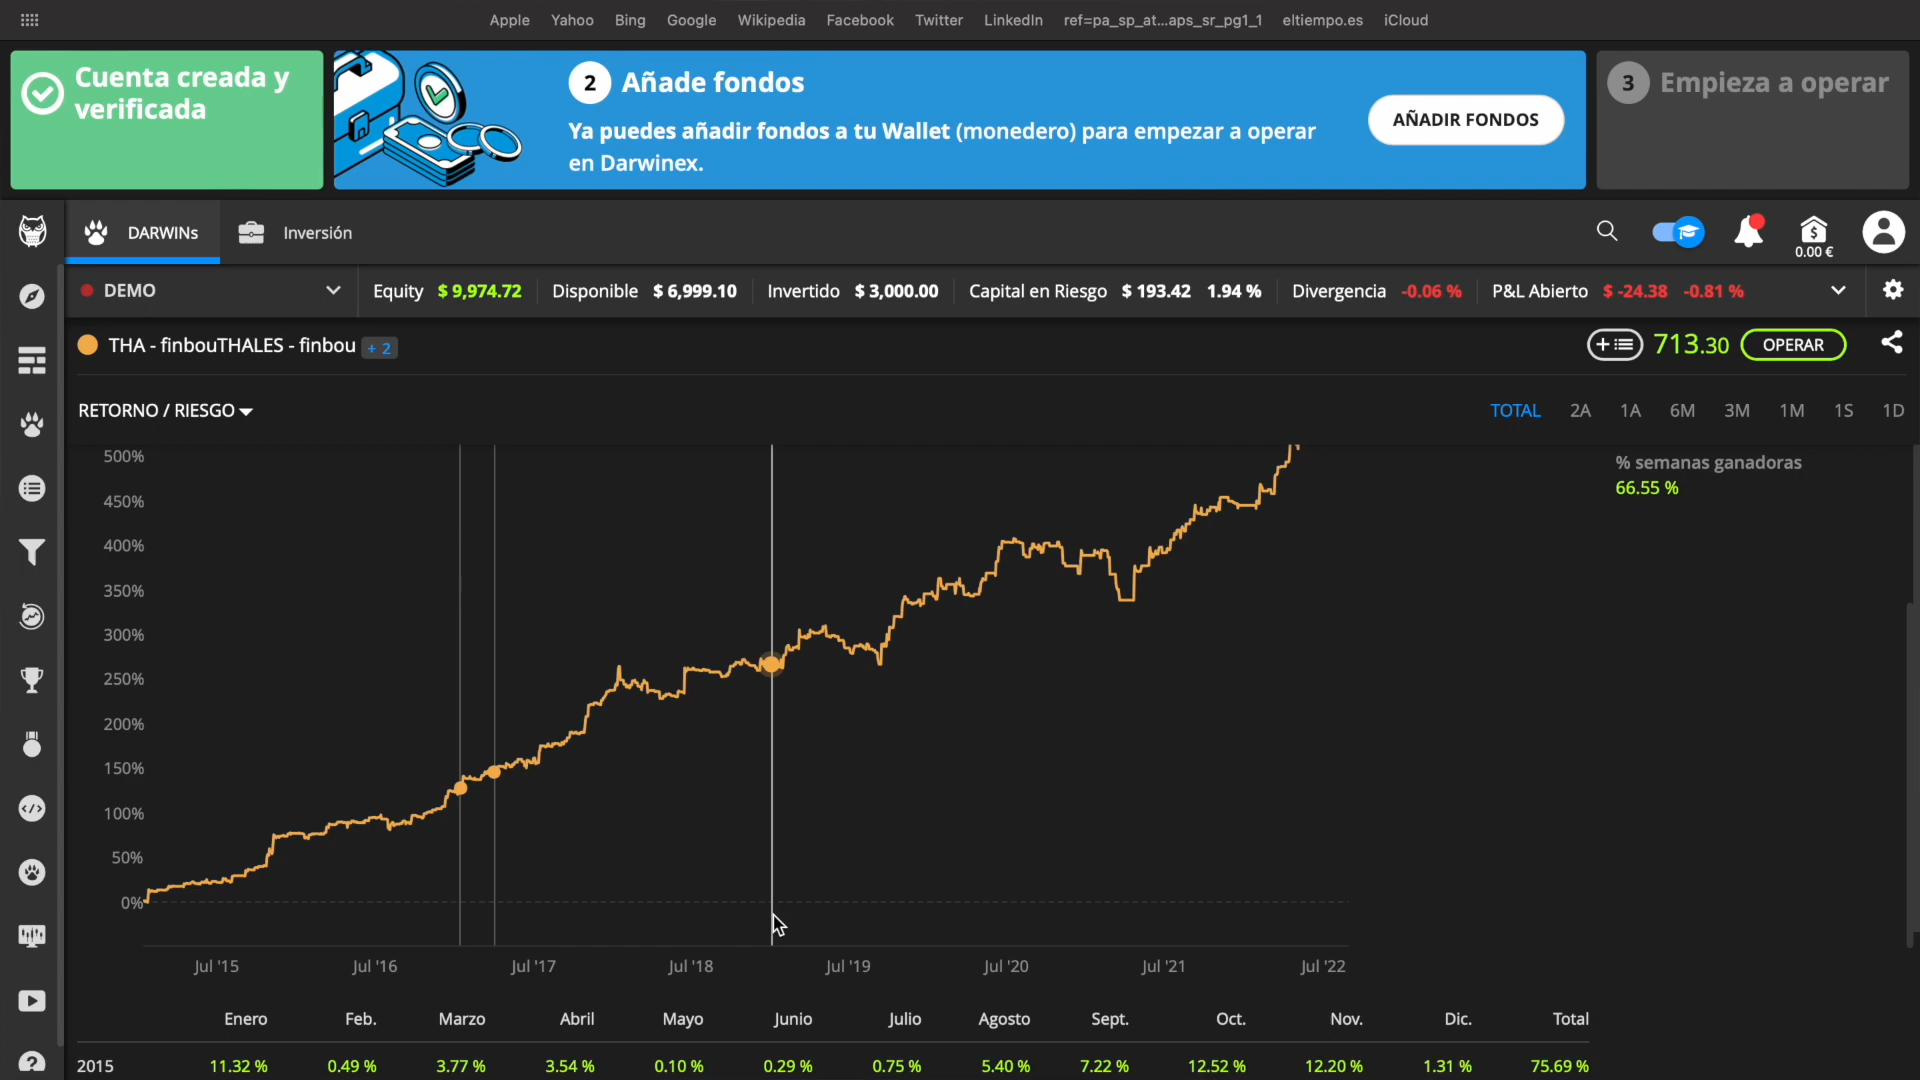 Apple Yahoo Bing Google Wikipedia Facebook Twitter LinkedIn ref=pa_sp_at...aps_sr_pg1_1 eltiempo.es iCloud
Cuenta creada y
verificada
2 Añade fondos
Ya puedes añadir fondos a tu Wallet (monedero) para empezar a operar
en Darwinex.
AÑADIR FONDOS
3 Empieza a operar
DARWINs Inversión
0.00 €
DEMO Equity $ 9,974.72 Disponible $ 6,999.10 Invertido $ 3,000.00 Capital en Riesgo $ 193.42 1.94 % Divergencia -0.06 % P&L Abierto $ -24.38 -0.81 %
THA - finbouTHALES - finbou + 2 713.30 OPERAR
RETORNO / RIESGO TOTAL 2A 1A 6M 3M 1M 1S 1D
% semanas ganadoras
66.55 %
500%
450%
400%
350%
300%
250%
200%
150%
100%
50%
0%
Jul '15 Jul '16 Jul '17 Jul '18 Jul '19 Jul '20 Jul '21 Jul '22
Enero Feb. Marzo Abril Mayo Junio Julio Agosto Sept. Oct. Nov. Dic. Total
2015 11.32 % 0.49 % 3.77 % 3.54 % 0.10 % 0.29 % 0.75 % 5.40 % 7.22 % 12.52 % 12.20 % 1.31 % 75.69 %